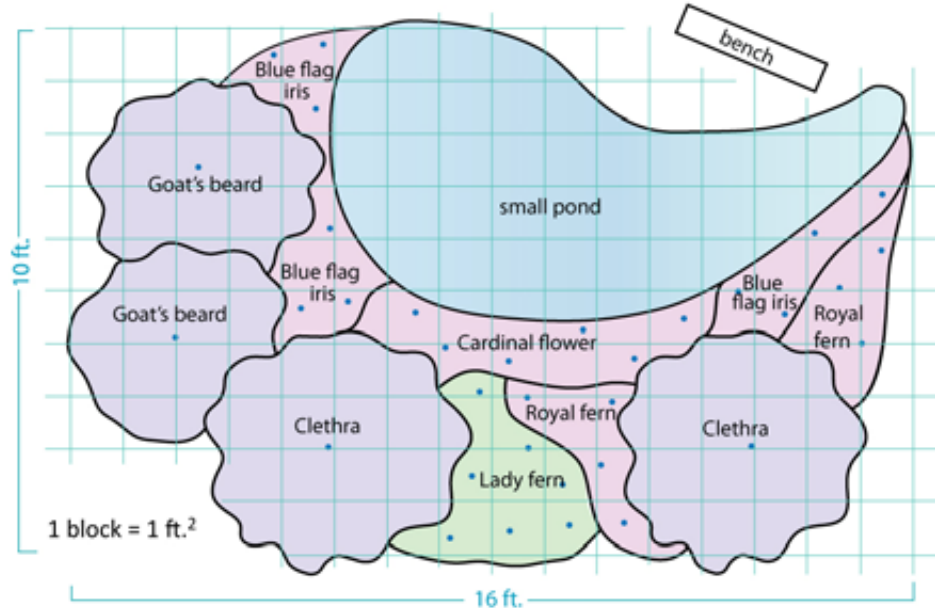 bench
Blue flag
iris
Goat's beard
small pond
10 ft.
Blue flag
iris
Blue
flag iris
Goat's beard
Royal
fern
Cardinal flower
Royal fern
Clethra
Clethra
Lady fern
1 block = 1 ft.²
16 ft.